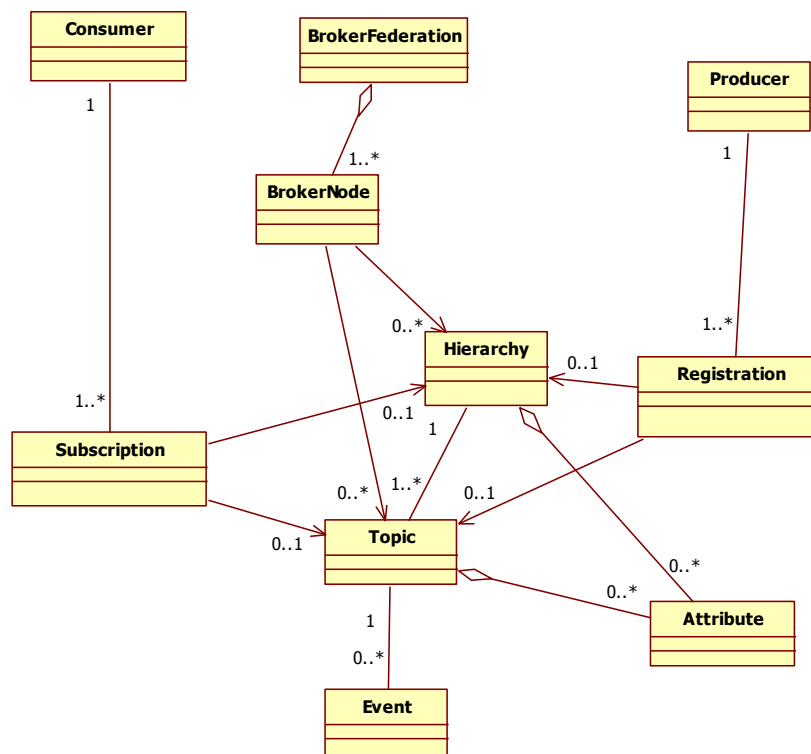 Consumer
BrokerFederation
Producer
1
1
1..*
BrokerNode
0..*
1..*
Hierarchy
0..1
Registration
1..*
0..1
1
Subscription
1..*
0..*
0..1
0..1
Topic
0..*
0..*
Attribute
1
0..*
Event